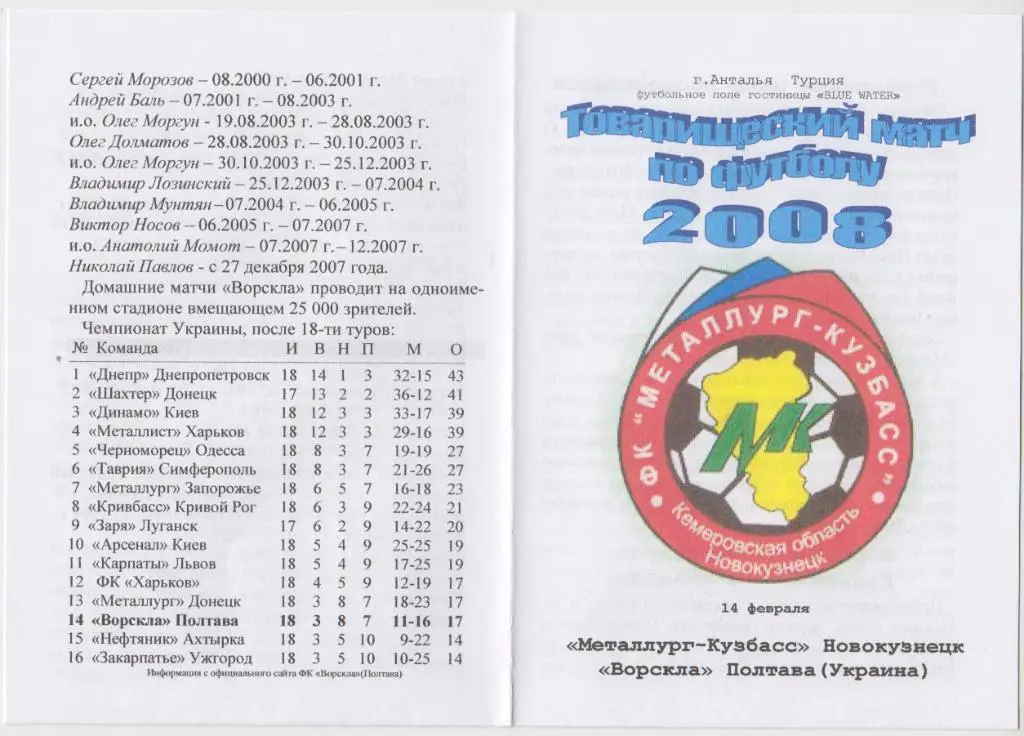 Сергей Морозов – 08.2000 г. – 06.2001 г.
Андрей Баль – 07.2001 г. – 08.2003 г.
и.о. Олег Моргун - 19.08.2003 г. – 28.08.2003 г.
Олег Долматов – 28.08.2003 г. – 30.10.2003 г.
и.о. Олег Моргун – 30.10.2003 г. – 25.12.2003 г.
Владимир Лозинский – 25.12.2003 г. – 07.2004 г.
Владимир Мунтян–07.2004 г. – 06.2005 г.
Виктор Носов – 06.2005 г. – 07.2007 г.
и.о. Анатолий Момот – 07.2007 г. – 12.2007 г.
Николай Павлов - с 27 декабря 2007 года.
Домашние матчи «Ворскла» проводит на одноиме-
нном стадионе вмещающем 25 000 зрителей.
Чемпионат Украины, после 18-ти туров:
№ Команда И В Н П М О
1 «Днепр» Днепропетровск 18 14 1 3 32-15 43
2 «Шахтер» Донецк 17 13 2 2 36-12 41
3 «Динамо» Киев 18 12 3 3 33-17 39
4 «Металлист» Харьков 18 12 3 3 29-16 39
5 «Черноморец» Одесса 18 8 3 7 19-19 27
6 «Таврия» Симферополь 18 8 3 7 21-26 27
7 «Металлург» Запорожье 18 6 5 7 16-18 23
8 «Кривбасс» Кривой Рог 18 6 3 9 22-24 21
9 «Заря» Луганск 17 6 2 9 14-22 20
10 «Арсенал» Киев 18 5 4 9 25-25 19
11 «Карпаты» Львов 18 5 4 9 17-25 19
12 ФК «Харьков» 18 4 5 9 12-19 17
13 «Металлург» Донецк 18 3 8 7 18-23 17
14 «Ворскла» Полтава 18 3 8 7 11-16 17
15 «Нефтяник» Ахтырка 18 3 5 10 9-22 14
16 «Закарпатье» Ужгород 18 3 5 10 10-25 14
Информация с официального сайта ФК «Ворскла»(Полтава)
г.Анталья Турция
футбольное поле гостиницы «BLUE WATER»
Товарищеский матч
по футболу
2008
ФК "МЕТАЛЛУРГ-КУЗБАСС"
МК
Кемеровская область
Новокузнецк
14 февраля
«Металлург-Кузбасс» Новокузнецк
«Ворскла» Полтава(Украина)